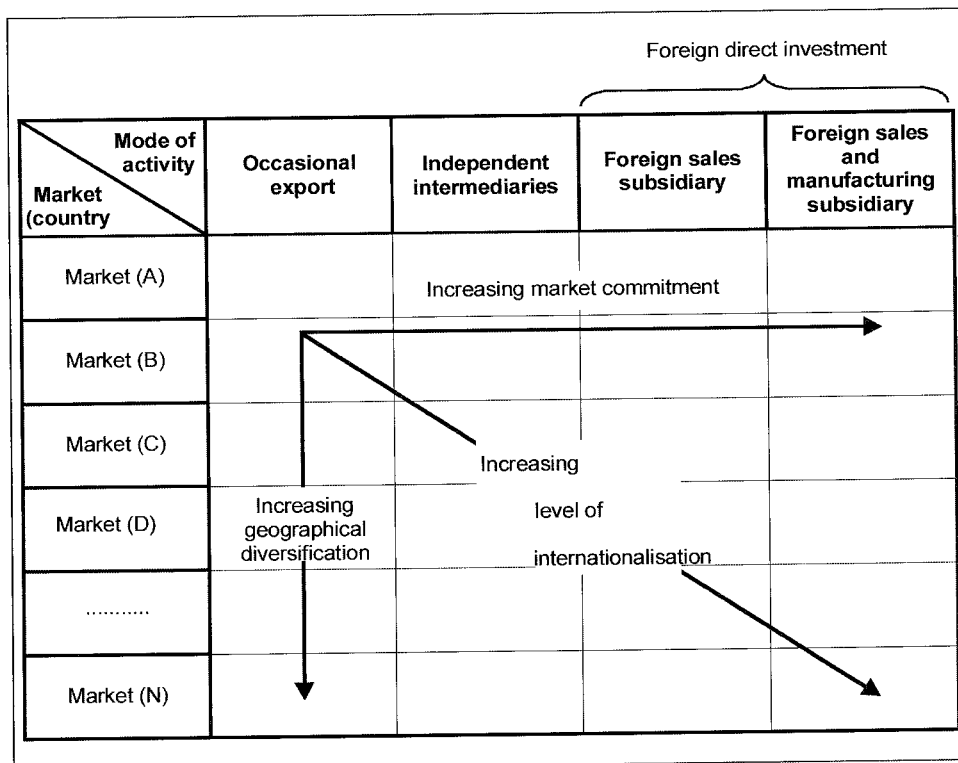 Foreign direct investment
Mode of
activity
Market
(country
Occasional
export
Independent
intermediaries
Foreign sales
subsidiary
Foreign sales
and
manufacturing
subsidiary
Market (A)
Increasing market commitment
Market (B)
Market (C)
Increasing
Market (D)
Increasing
geographical
diversification
level of
internationalisation
...........
Market (N)